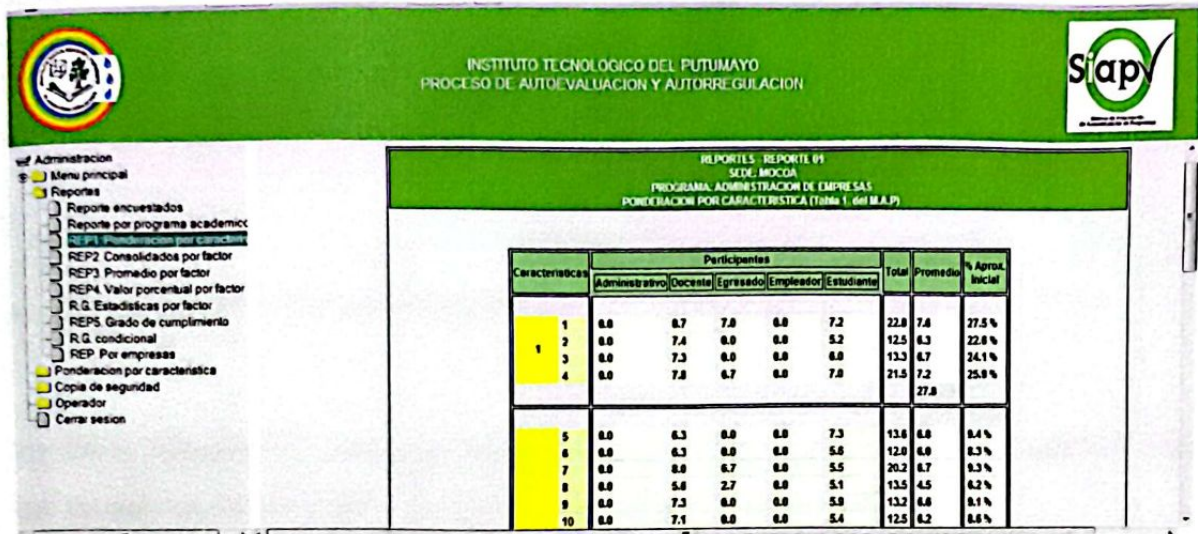 INSTITUTO TECNOLOGICO DEL PUTUMAYO
PROCESO DE AUTOEVALUACION Y AUTORREGULACION
Siap
Administracion
Menu principal
Reportes
Reporte encuestados
Reporte por programa academico
REP1. Ponderacion por caracteri
REP2 Consolidados por factor
REP3. Promedio por factor
REP4. Valor porcentual por factor
R.G. Estadisticas por factor
REP5. Grado de cumplimiento
R.G. condicional
REP. Por empresas
Ponderacion por caracteristica
Copia de seguridad
Operador
Cerrar sesion
REPORTES - REPORTE 01
SEDE: MOCOA
PROGRAMA: ADMINISTRACION DE EMPRESAS
PONDERACION POR CARACTERISTICA (Tabla 1. del M.A.P)
Caracteristicas Participantes Total Promedio % Aprox. Inicial
Administrativo Docente Egresado Empleador Estudiante
1
1 0.0 8.7 7.0 0.0 7.2 22.8 7.6 27.5 %
2 0.0 7.4 0.0 0.0 5.2 12.5 6.3 22.6 %
3 0.0 7.3 0.0 0.0 6.0 13.3 6.7 24.1 %
4 0.0 7.8 6.7 0.0 7.0 21.5 7.2 25.9 %
27.8
5 0.0 6.3 0.0 0.0 7.3 13.6 6.8 9.4 %
6 0.0 6.3 0.0 0.0 5.8 12.0 6.0 8.3 %
7 0.0 8.0 6.7 0.0 5.5 20.2 6.7 9.3 %
8 0.0 5.6 2.7 0.0 5.1 13.5 4.5 6.2 %
9 0.0 7.3 0.0 0.0 5.9 13.2 6.6 9.1 %
10 0.0 7.1 0.0 0.0 5.4 12.5 6.2 8.6 %